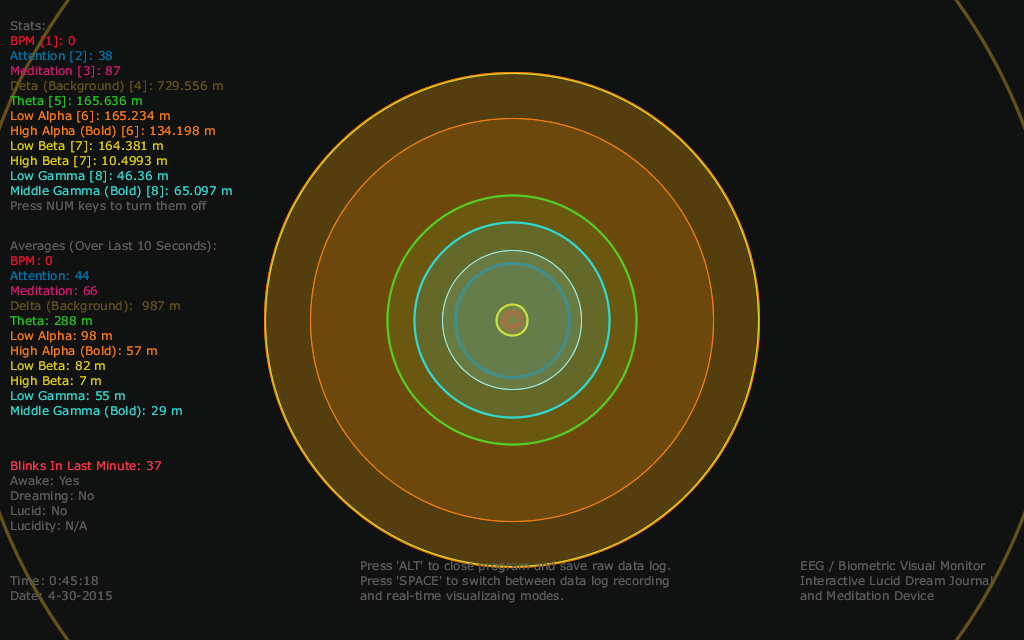 Stats:
BPM [1]: 0
Attention [2]: 38
Meditation [3]: 87
Deta (Background) [4]: 729.556 m
Theta [5]: 165.636 m
Low Alpha [6]: 165.234 m
High Alpha (Bold) [6]: 134.198 m
Low Beta [7]: 164.381 m
High Beta [7]: 10.4993 m
Low Gamma [8]: 46.36 m
Middle Gamma (Bold) [8]: 65.097 m
Press NUM keys to turn them off
Averages (Over Last 10 Seconds):
BPM: 0
Attention: 44
Meditation: 66
Delta (Background): 987 m
Theta: 288 m
Low Alpha: 98 m
High Alpha (Bold): 57 m
Low Beta: 82 m
High Beta: 7 m
Low Gamma: 55 m
Middle Gamma (Bold): 29 m
Blinks In Last Minute: 37
Awake: Yes
Dreaming: No
Lucid: No
Lucidity: N/A
Time: 0:45:18
Date: 4-30-2015
Press 'ALT' to close program and save raw data log.
Press 'SPACE' to switch between data log recording
and real-time visualizaing modes.
EEG / Biometric Visual Monitor
Interactive Lucid Dream Journal
and Meditation Device